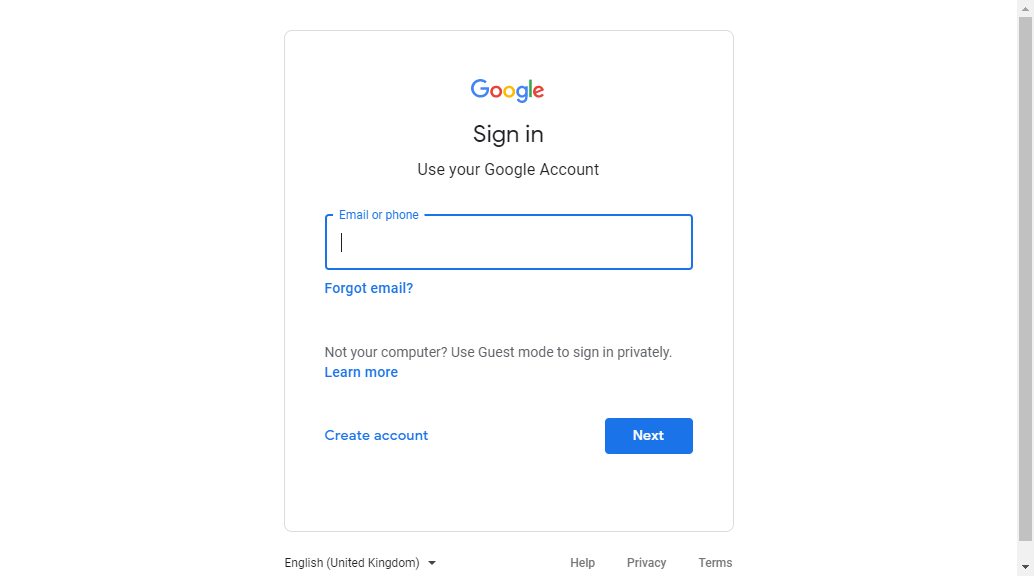 Google
Sign in
Use your Google Account
Email or phone
Forgot email?
Not your computer? Use Guest mode to sign in privately.
Learn more
Create account
Next
English (United Kingdom)
Help
Privacy
Terms